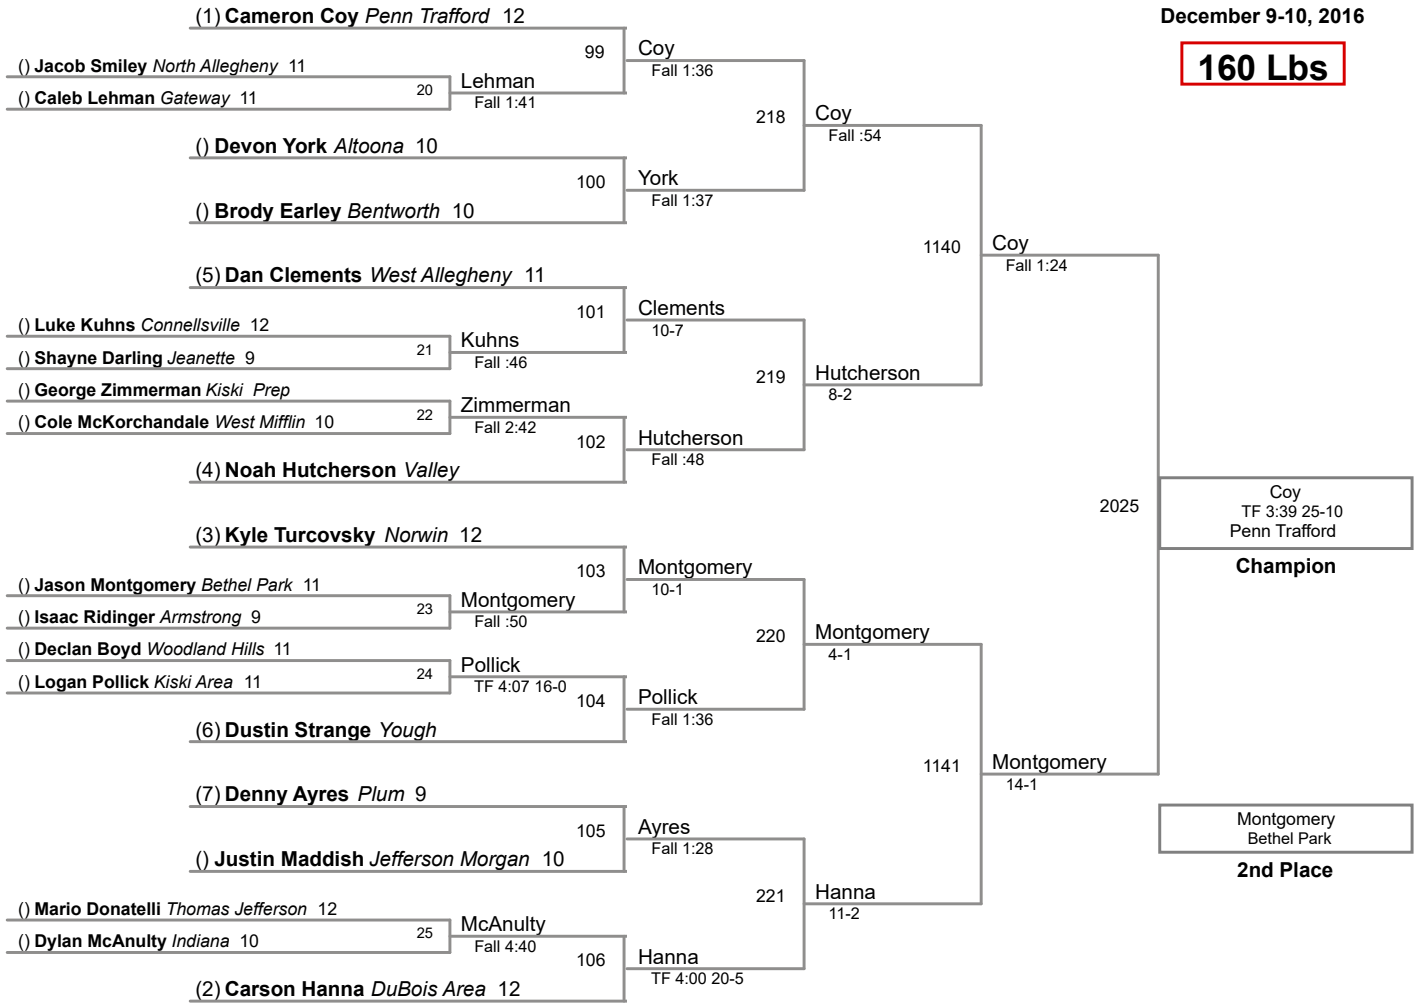 (1) Cameron Coy Penn Trafford 12
December 9-10, 2016
160 Lbs
99
Coy
Fall 1:36
() Jacob Smiley North Allegheny 11
20
Lehman
Fall 1:41
() Caleb Lehman Gateway 11
218
Coy
Fall :54
() Devon York Altoona 10
100
York
Fall 1:37
() Brody Earley Bentworth 10
1140
Coy
Fall 1:24
(5) Dan Clements West Allegheny 11
101
Clements
10-7
() Luke Kuhns Connellsville 12
21
Kuhns
Fall :46
() Shayne Darling Jeanette 9
219
Hutcherson
8-2
() George Zimmerman Kiski Prep
22
Zimmerman
Fall 2:42
() Cole McKorchandale West Mifflin 10
102
Hutcherson
Fall :48
(4) Noah Hutcherson Valley
2025
Coy
TF 3:39 25-10
Penn Trafford
Champion
(3) Kyle Turcovsky Norwin 12
103
Montgomery
10-1
() Jason Montgomery Bethel Park 11
23
Montgomery
Fall :50
() Isaac Ridinger Armstrong 9
220
Montgomery
4-1
() Declan Boyd Woodland Hills 11
24
Pollick
TF 4:07 16-0
() Logan Pollick Kiski Area 11
104
Pollick
Fall 1:36
(6) Dustin Strange Yough
1141
Montgomery
14-1
(7) Denny Ayres Plum 9
105
Ayres
Fall 1:28
() Justin Maddish Jefferson Morgan 10
Montgomery
Bethel Park
2nd Place
221
Hanna
11-2
() Mario Donatelli Thomas Jefferson 12
25
McAnulty
Fall 4:40
() Dylan McAnulty Indiana 10
106
Hanna
TF 4:00 20-5
(2) Carson Hanna DuBois Area 12